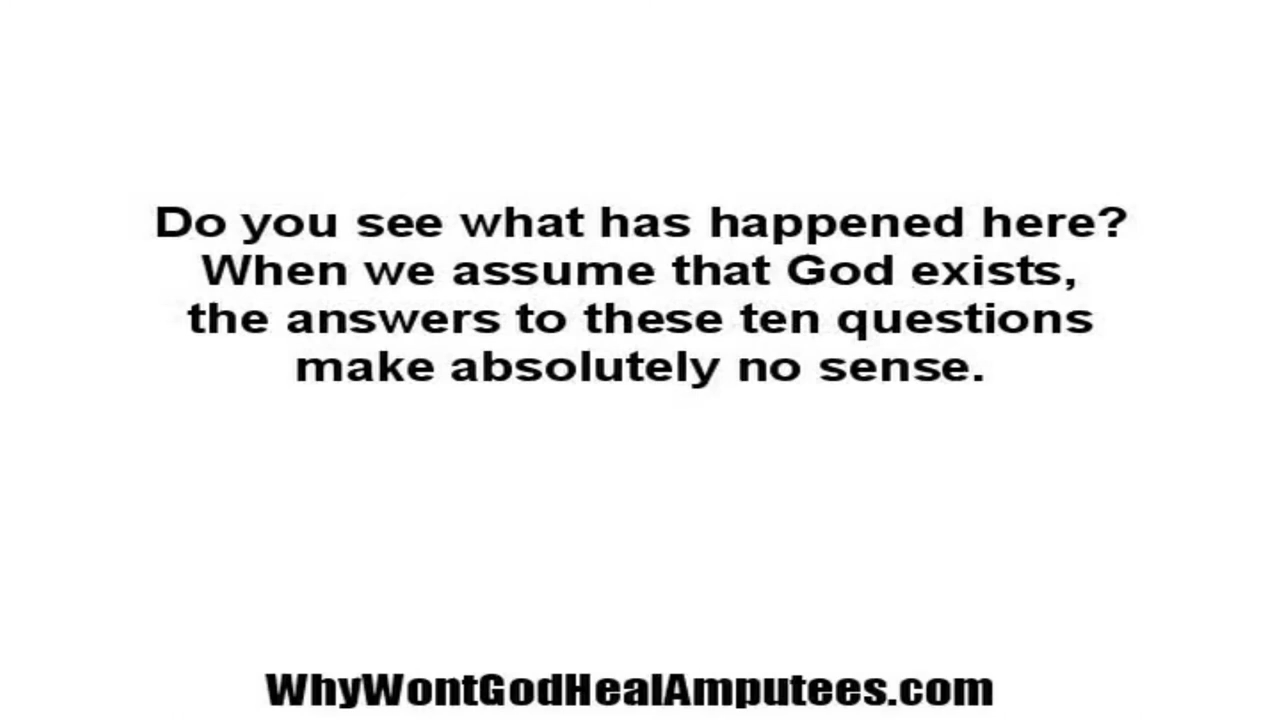 Do you see what has happened here?
When we assume that God exists,
the answers to these ten questions
make absolutely no sense.
WhyWontGodHealAmputees.com